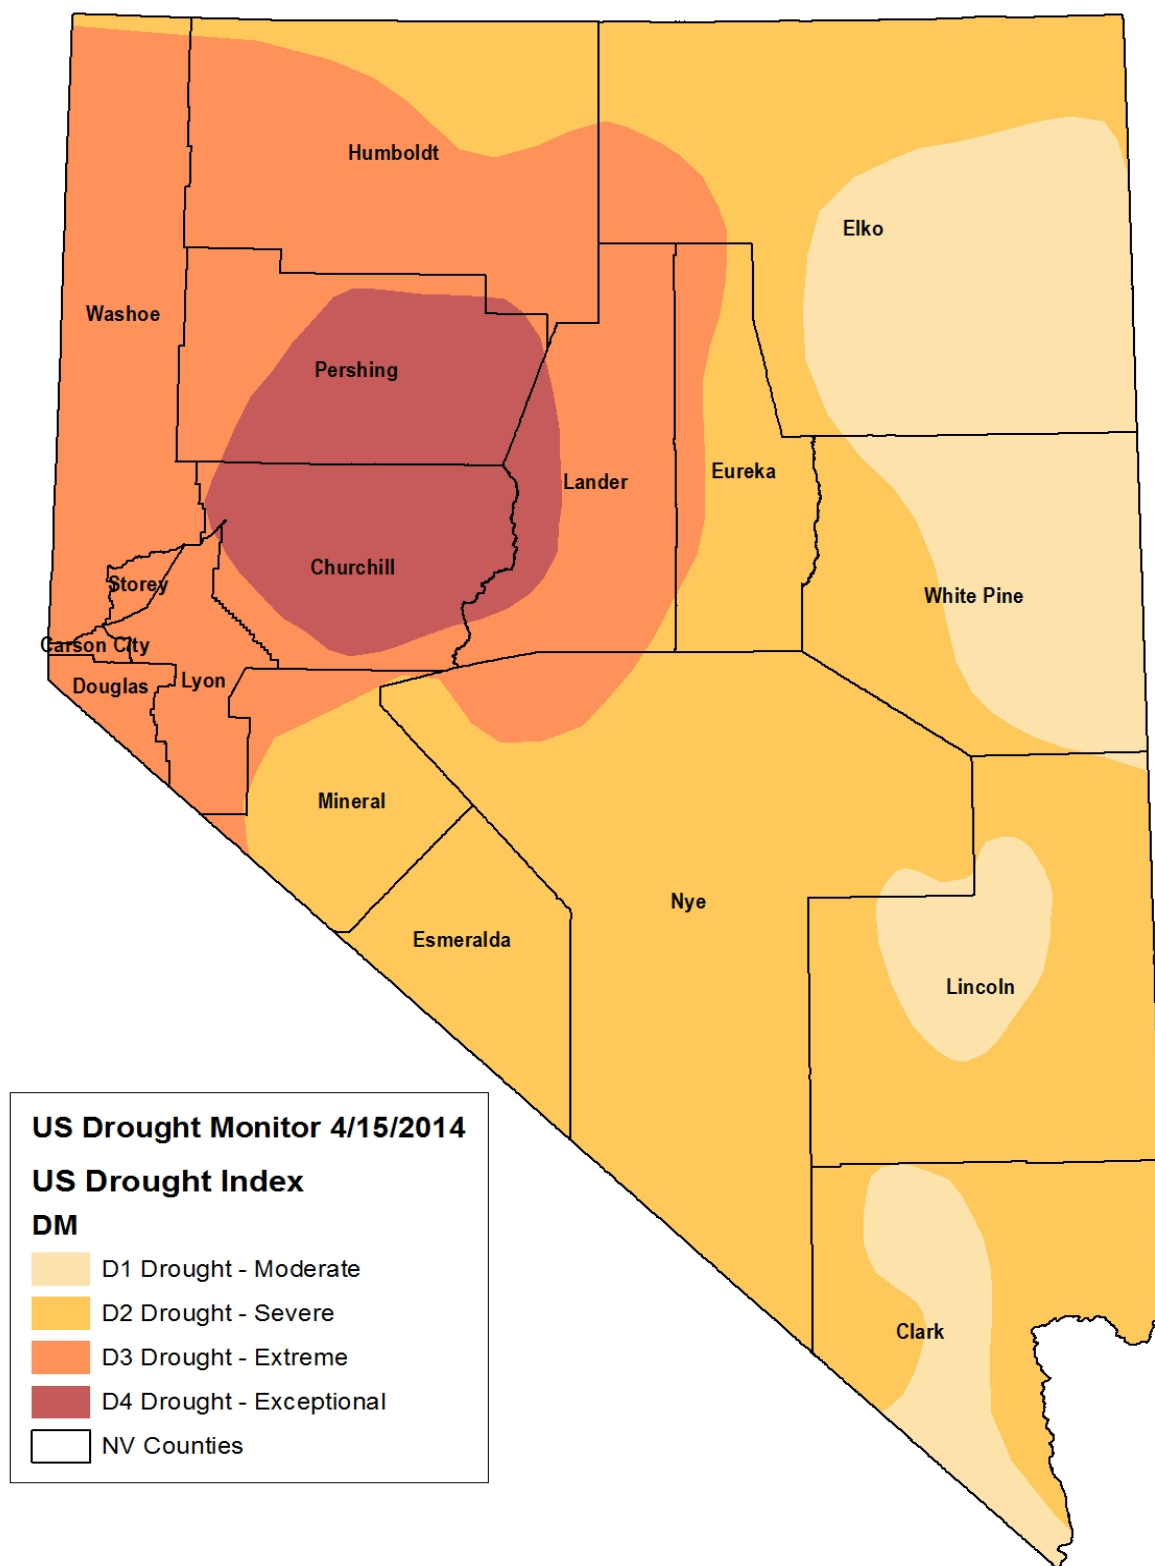 Humboldt
Elko
Washoe
Pershing
Eureka
Lander
Churchill
Storey
White Pine
Carson City
Lyon
Douglas
Mineral
Nye
Esmeralda
Lincoln
Clark
US Drought Monitor 4/15/2014
US Drought Index
DM
D1 Drought - Moderate
D2 Drought - Severe
D3 Drought - Extreme
D4 Drought - Exceptional
NV Counties